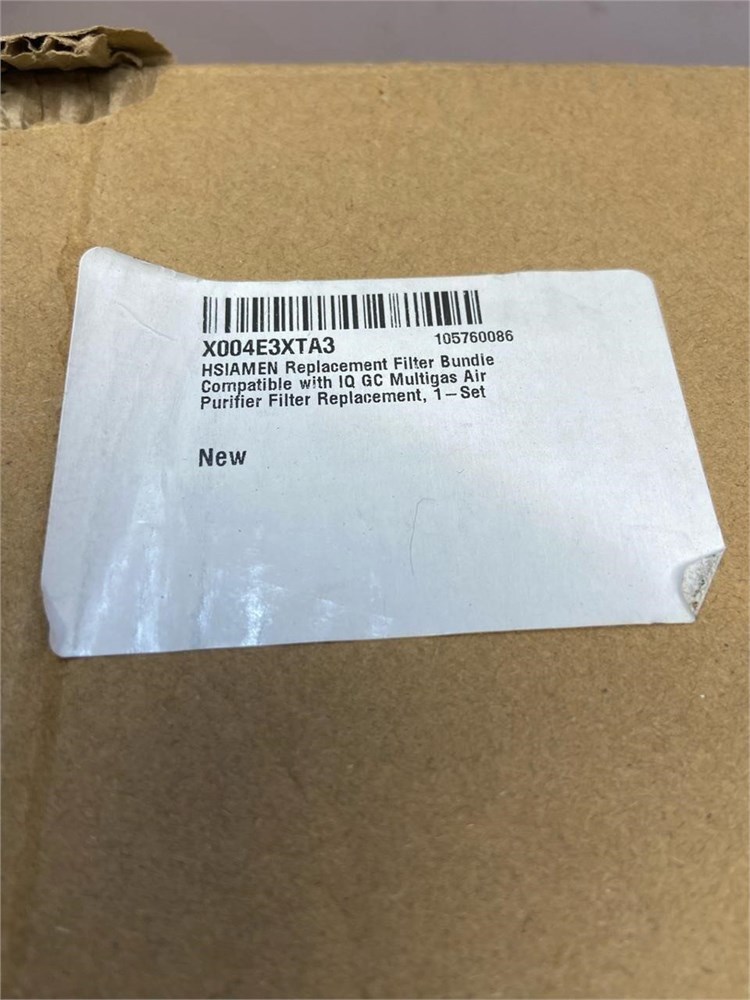 X004E3XTA3
105760086
HSIAMEN Replacement Filter Bundle
Compatible with IQ GC Multigas Air
Purifier Filter Replacement, 1-Set
New